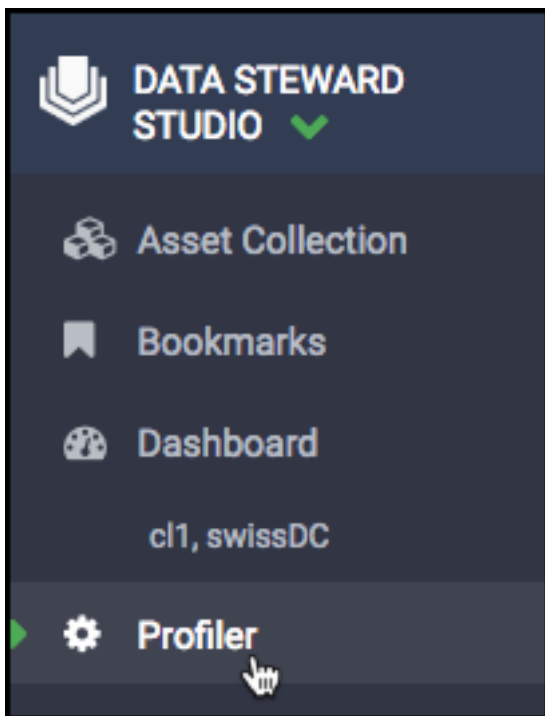 DATA STEWARD
STUDIO
Asset Collection
Bookmarks
Dashboard
cl1, swissDC
Profiler